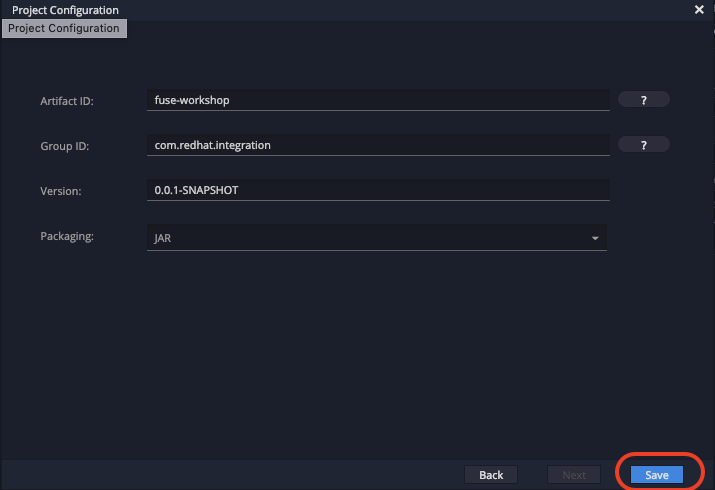 Project Configuration
Project Configuration
Artifact ID: fuse-workshop ?
Group ID: com.redhat.integration ?
Version: 0.0.1-SNAPSHOT
Packaging: JAR
Back Next Save